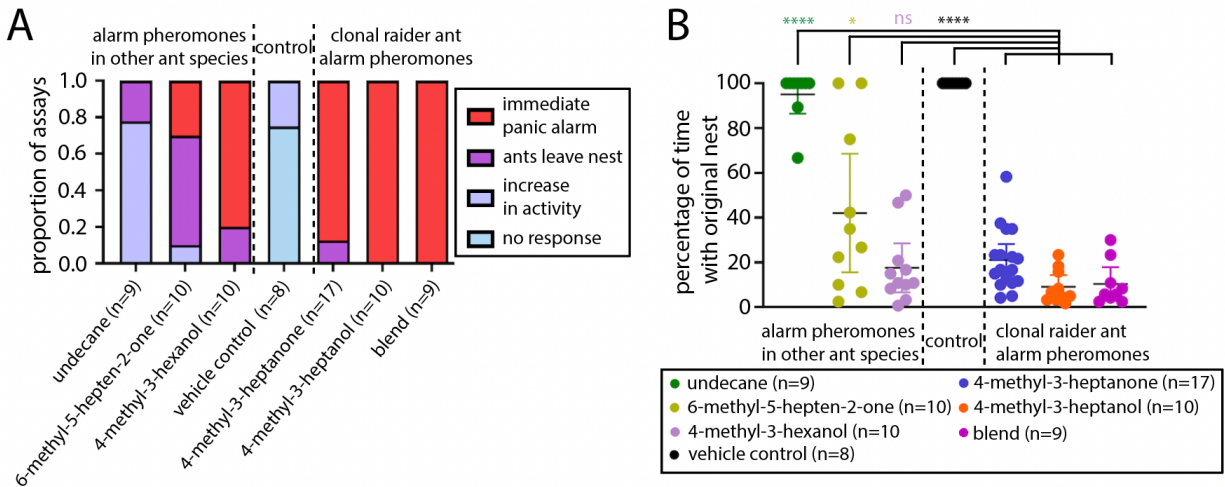 A
alarm pheromones
in other ant species
control
clonal raider ant
alarm pheromones
proportion of assays
1.0
0.8
0.6
0.4
0.2
0.0
undecane (n=9)
6-methyl-5-hepten-2-one (n=10)
4-methyl-3-hexanol (n=10)
vehicle control (n=8)
4-methyl-3-heptanone (n=17)
4-methyl-3-heptanol (n=10)
blend (n=9)
immediate
panic alarm
ants leave nest
increase
in activity
no response
B
**** * ns ****
percentage of time
with original nest
100
80
60
40
20
0
alarm pheromones
in other ant species
control
clonal raider ant
alarm pheromones
undecane (n=9)
6-methyl-5-hepten-2-one (n=10)
4-methyl-3-hexanol (n=10
vehicle control (n=8)
4-methyl-3-heptanone (n=17)
4-methyl-3-heptanol (n=10)
blend (n=9)